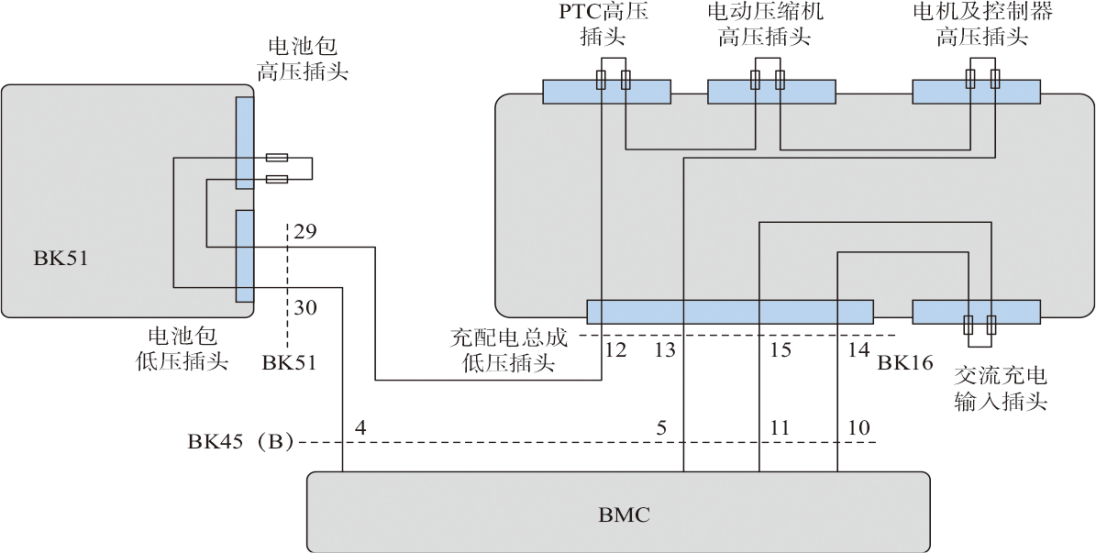 PTC高压
插头
电动压缩机
高压插头
电机及控制器
高压插头
电池包
高压插头
BK51
29
30
电池包
低压插头
BK51
充配电总成
低压插头
12
13
15
14
BK16
交流充电
输入插头
BK45（B）
4
5
11
10
BMC